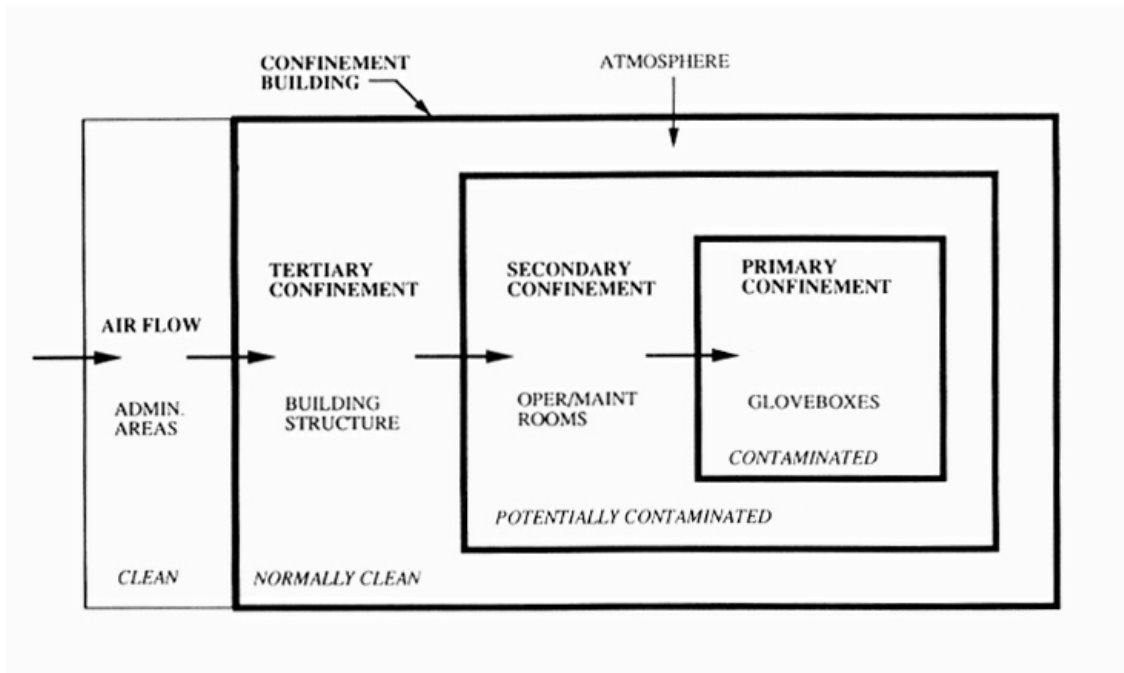 CONFINEMENT
BUILDING
ATMOSPHERE
TERTIARY
CONFINEMENT
SECONDARY
CONFINEMENT
PRIMARY
CONFINEMENT
AIR FLOW
ADMIN.
AREAS
BUILDING
STRUCTURE
OPER/MAINT
ROOMS
GLOVEBOXES
CONTAMINATED
POTENTIALLY CONTAMINATED
CLEAN
NORMALLY CLEAN